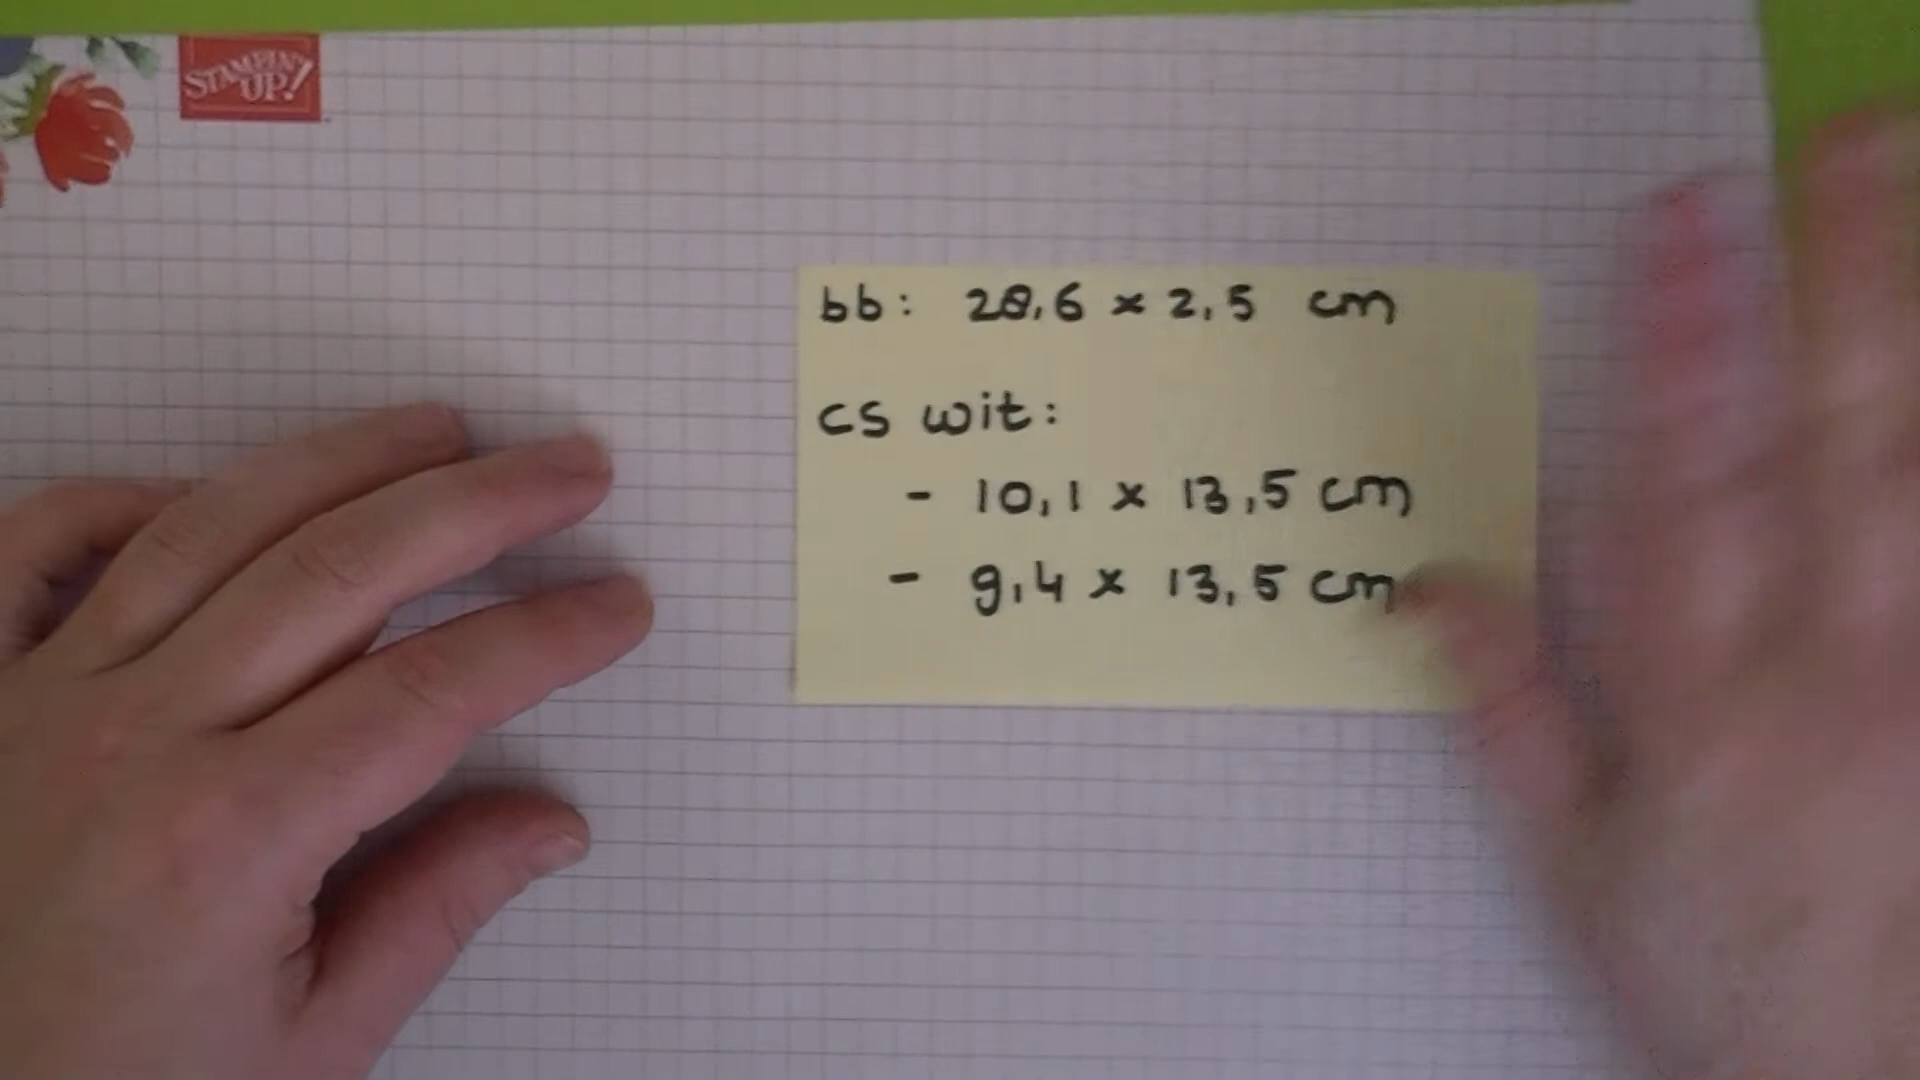 STAMPIN' UP!
bb: 28,6 x 2,5 cm
cs wit:
- 10,1 x 13,5 cm
- 9,4 x 13,5 cm